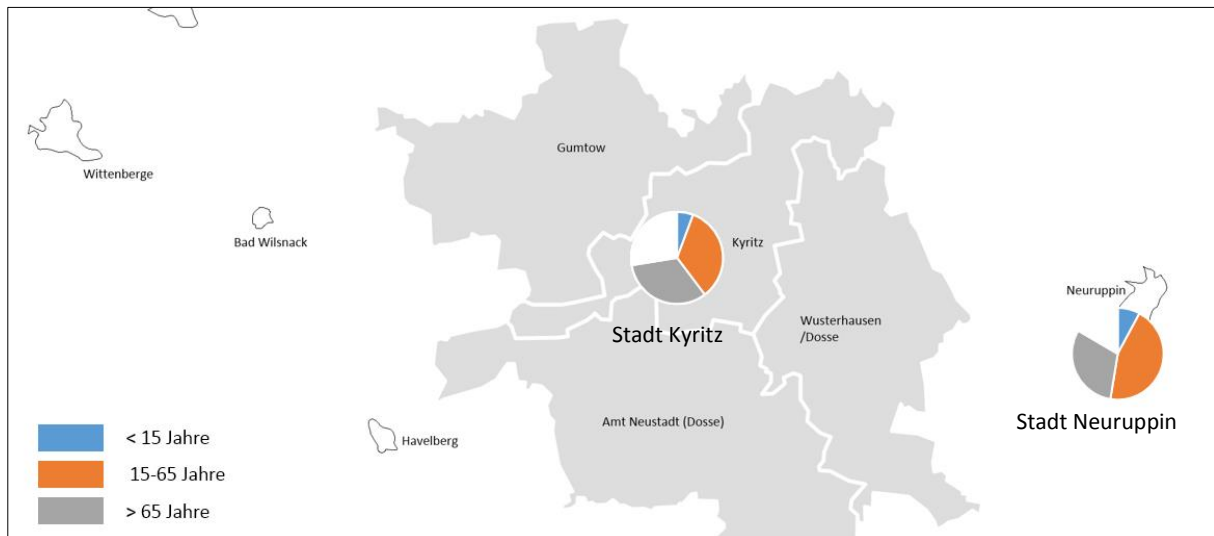 Gumtow
Wittenberge
Bad Wilsnack
Kyritz
Neuruppin
Wusterhausen
/Dosse
Stadt Kyritz
Amt Neustadt (Dosse)
Stadt Neuruppin
Havelberg
< 15 Jahre
15-65 Jahre
> 65 Jahre